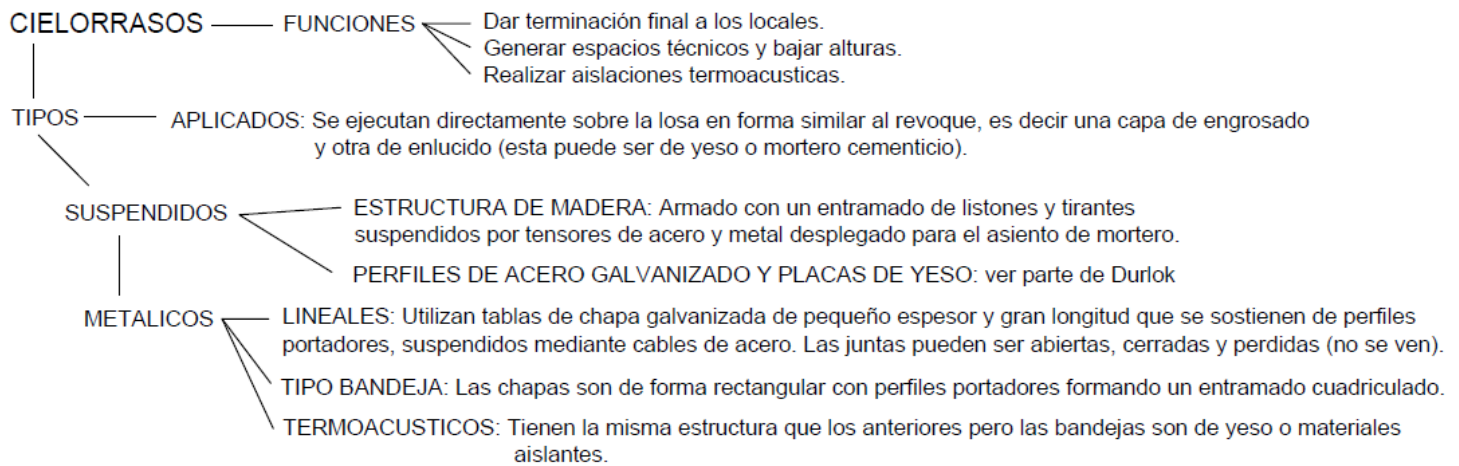 CIELORRASOS FUNCIONES Dar terminación final a los locales.
Generar espacios técnicos y bajar alturas.
Realizar aislaciones termoacusticas.
TIPOS APLICADOS: Se ejecutan directamente sobre la losa en forma similar al revoque, es decir una capa de engrosado
y otra de enlucido (esta puede ser de yeso o mortero cementicio).
SUSPENDIDOS ESTRUCTURA DE MADERA: Armado con un entramado de listones y tirantes
suspendidos por tensores de acero y metal desplegado para el asiento de mortero.
PERFILES DE ACERO GALVANIZADO Y PLACAS DE YESO: ver parte de Durlok
METALICOS LINEALES: Utilizan tablas de chapa galvanizada de pequeño espesor y gran longitud que se sostienen de perfiles
portadores, suspendidos mediante cables de acero. Las juntas pueden ser abiertas, cerradas y perdidas (no se ven).
TIPO BANDEJA: Las chapas son de forma rectangular con perfiles portadores formando un entramado cuadriculado.
TERMOACUSTICOS: Tienen la misma estructura que los anteriores pero las bandejas son de yeso o materiales
aislantes.